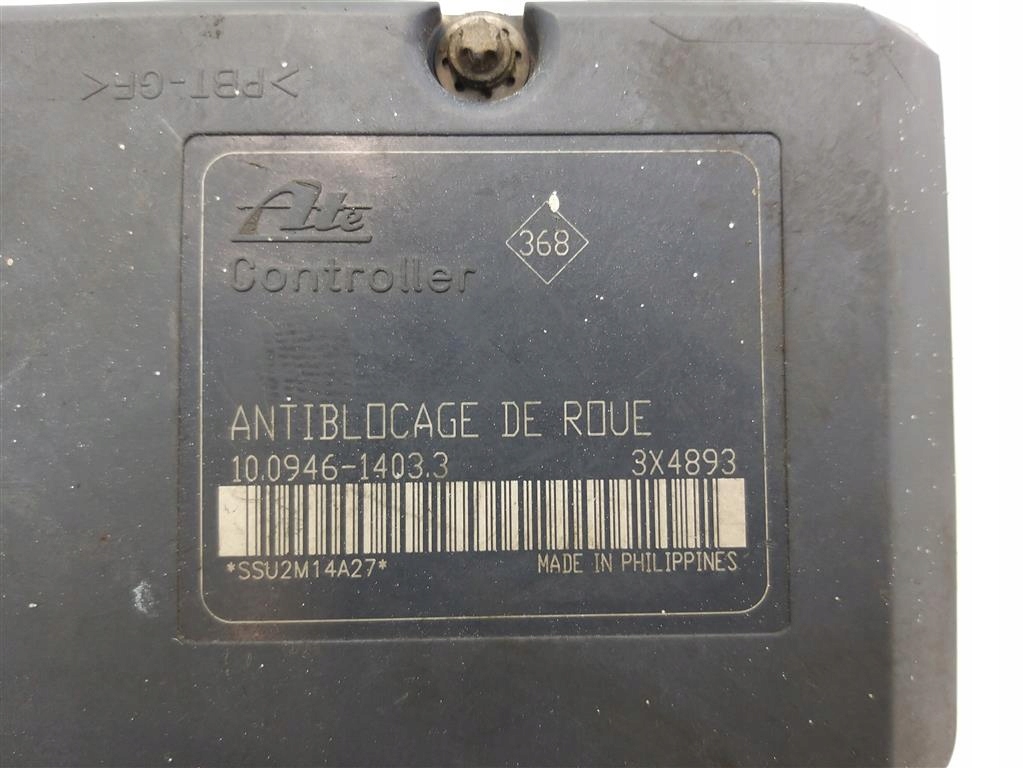 >PBT-GF<
Ate
368
Controller
ANTIBLOCAGE DE ROUE
10.0946-1403.3 3X4893
*SSU2M14A27* MADE IN PHILIPPINES